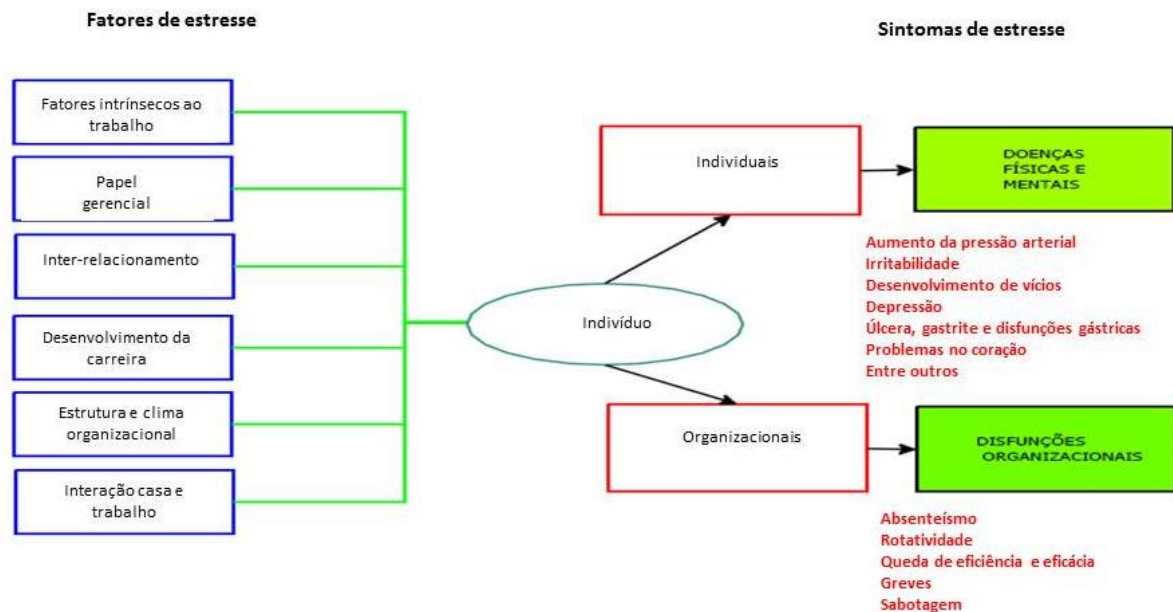 Fatores de estresse
Sintomas de estresse
Fatores intrínsecos ao
trabalho
Papel
gerencial
Inter-relacionamento
Desenvolvimento da
carreira
Estrutura e clima
organizacional
Interação casa e
trabalho
Indivíduo
Individuais
DOENÇAS
FÍSICAS E
MENTAIS
Aumento da pressão arterial
Irritabilidade
Desenvolvimento de vícios
Depressão
Úlcera, gastrite e disfunções gástricas
Problemas no coração
Entre outros
Organizacionais
DISFUNÇÕES
ORGANIZACIONAIS
Absenteísmo
Rotatividade
Queda de eficiência e eficácia
Greves
Sabotagem